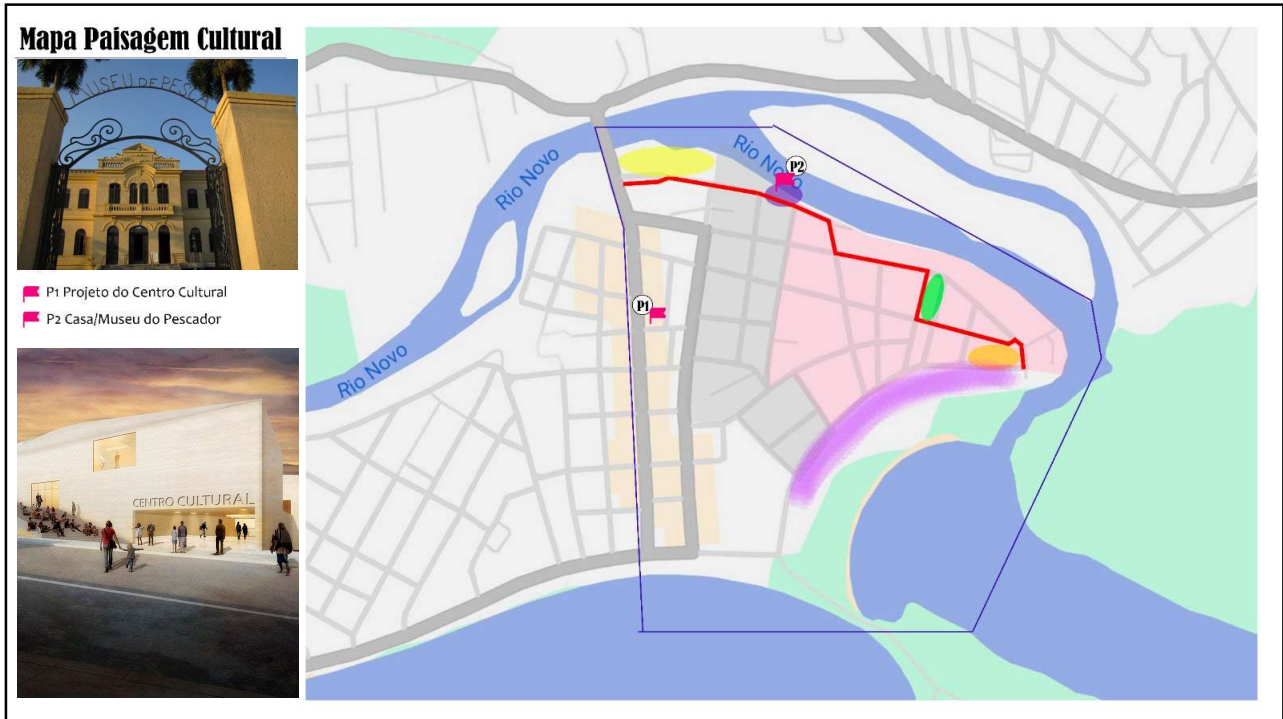 Mapa Paisagem Cultural
MUSEU DE PESCA
P1 Projeto do Centro Cultural
P2 Casa/Museu do Pescador
CENTRO CULTURAL
Rio Novo
Rio Novo
Rio Novo
P2
P1